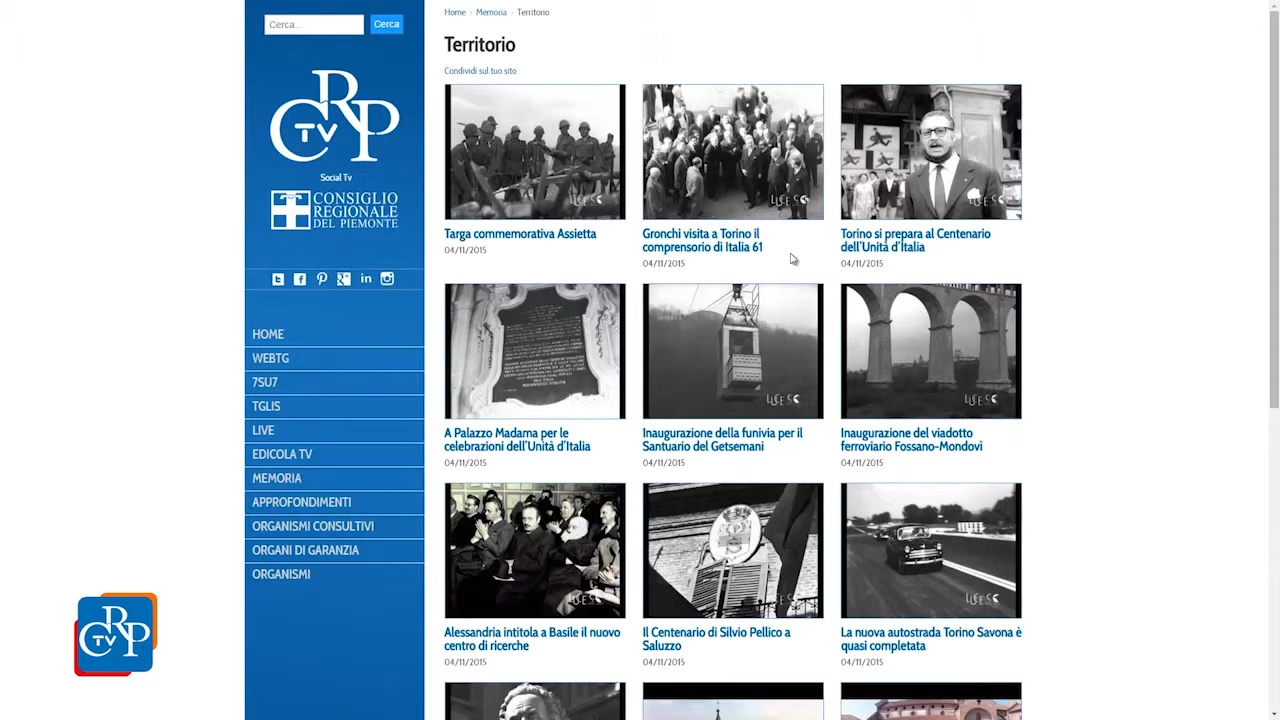 Cerca...
Cerca
CRP
TV
Social Tv
CONSIGLIO
REGIONALE
DEL PIEMONTE
HOME
WEBTG
7SU7
TGLIS
LIVE
EDICOLA TV
MEMORIA
APPROFONDIMENTI
ORGANISMI CONSULTIVI
ORGANI DI GARANZIA
ORGANISMI
Home › Memoria › Territorio
Territorio
Condividi sul tuo sito
Targa commemorativa Assietta
04/11/2015
Gronchi visita a Torino il
comprensorio di Italia 61
04/11/2015
Torino si prepara al Centenario
dell'Unità d'Italia
04/11/2015
A Palazzo Madama per le
celebrazioni dell'Unità d'Italia
04/11/2015
Inaugurazione della funivia per il
Santuario del Getsemani
04/11/2015
Inaugurazione del viadotto
ferroviario Fossano-Mondovì
04/11/2015
Alessandria intitola a Basile il nuovo
centro di ricerche
04/11/2015
Il Centenario di Silvio Pellico a
Saluzzo
04/11/2015
La nuova autostrada Torino Savona è
quasi completata
04/11/2015
CRP
TV